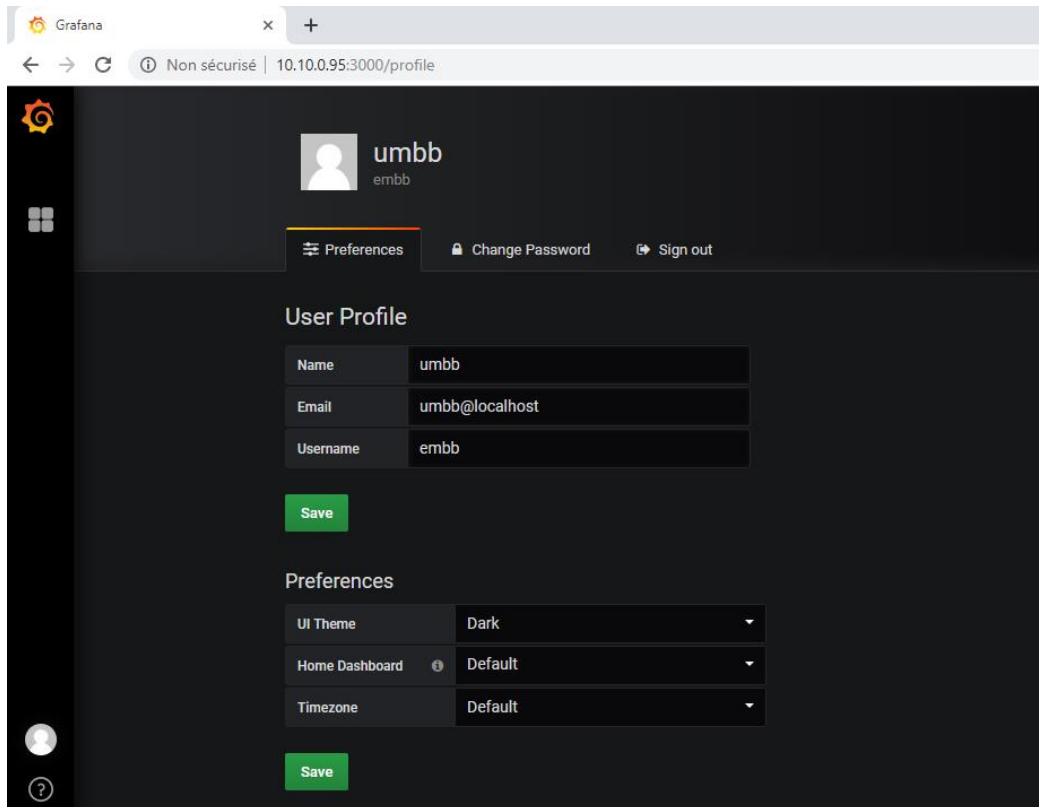 Grafana
Non sécurisé | 10.10.0.95:3000/profile
umbb
embb
Preferences Change Password Sign out
User Profile
Name umbb
Email umbb@localhost
Username embb
Save
Preferences
UI Theme Dark
Home Dashboard Default
Timezone Default
Save